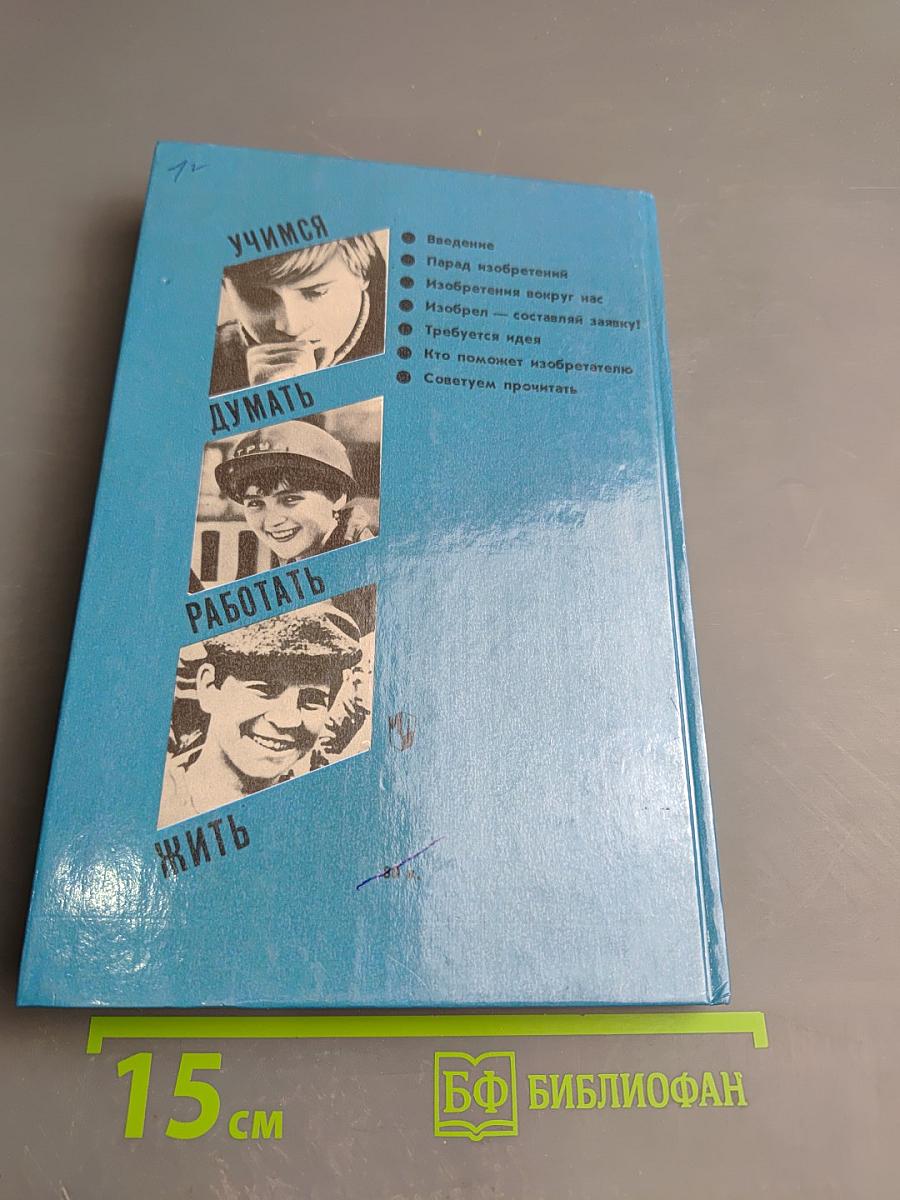 УЧИМСЯ
ДУМАТЬ
РАБОТАТЬ
ЖИТЬ
Введение
Парад изобретений
Изобретения вокруг нас
Изобрел — составляй заявку!
Требуется идея
Кто поможет изобретателю
Советуем прочитать
15 см
БФ БИБЛИОФАН